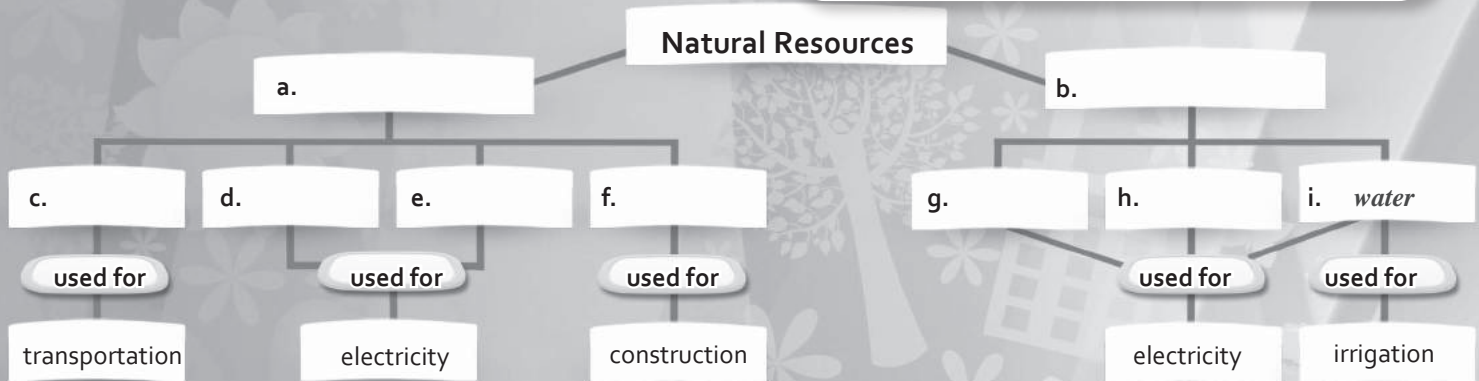 Natural Resources
a.
b.
c.
d.
e.
f.
g.
h.
i. water
used for
used for
used for
used for
used for
transportation
electricity
construction
electricity
irrigation